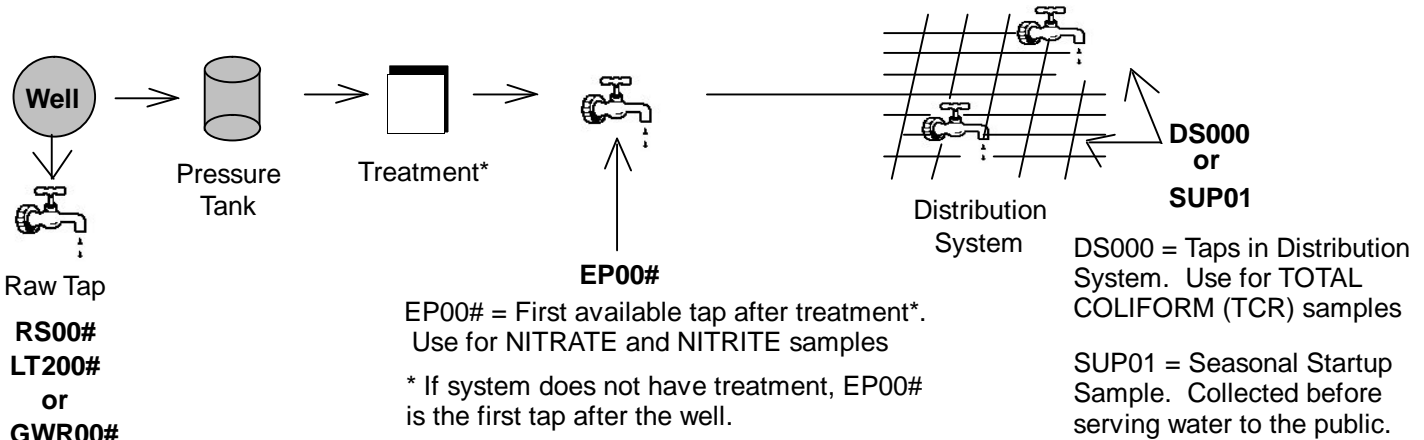 Well
Pressure
Tank
Treatment*
Raw Tap
RS00#
LT200#
or
GWR00#
EP00#
EP00# = First available tap after treatment*.
Use for NITRATE and NITRITE samples
* If system does not have treatment, EP00#
is the first tap after the well.
Distribution
System
DS000
or
SUP01
DS000 = Taps in Distribution
System. Use for TOTAL
COLIFORM (TCR) samples
SUP01 = Seasonal Startup
Sample. Collected before
serving water to the public.